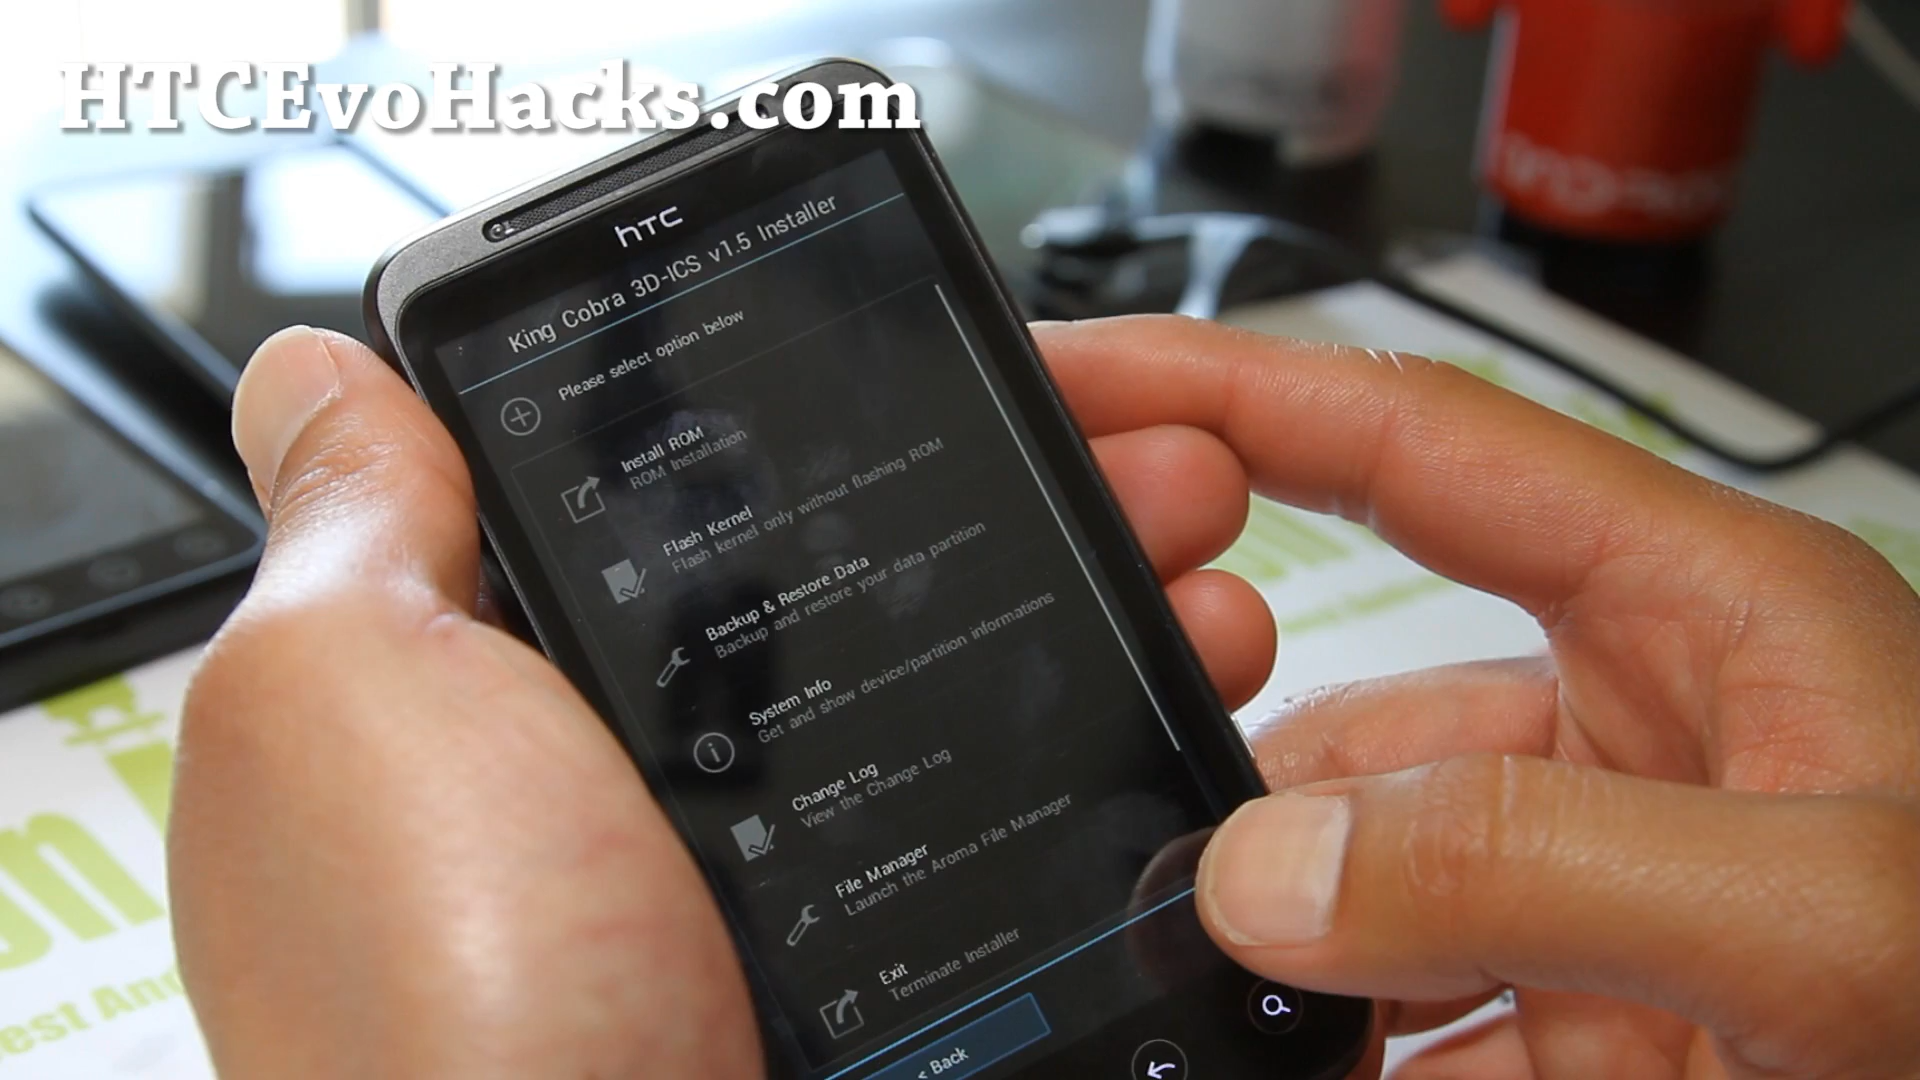 HTCEvoHacks.com
hTC
King Cobra 3D-ICS v1.5 Installer
Please select option below
Install ROM
ROM Installation
Flash Kernel
Flash kernel only without flashing ROM
Backup & Restore Data
Backup and restore your data partition
System Info
Get and show device/partition informations
Change Log
View the Change Log
File Manager
Launch the Aroma File Manager
Exit
Terminate Installer
< Back